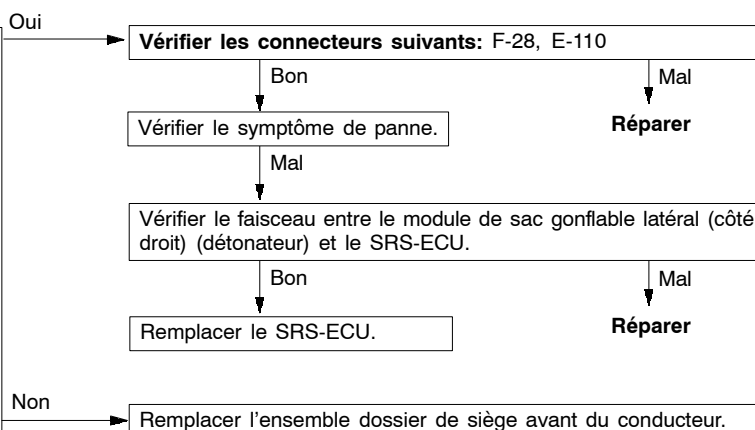 Oui
Vérifier les connecteurs suivants: F-28, E-110
Bon
Mal
Vérifier le symptôme de panne.
Réparer
Mal
Vérifier le faisceau entre le module de sac gonflable latéral (côté
droit) (détonateur) et le SRS-ECU.
Bon
Mal
Remplacer le SRS-ECU.
Réparer
Non
Remplacer l'ensemble dossier de siège avant du conducteur.